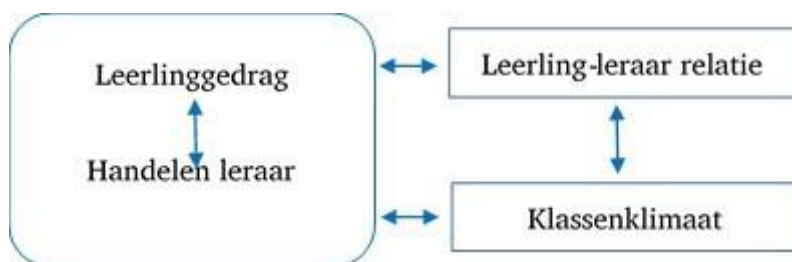 Leerlinggedrag
Handelen leraar
Leerling-leraar relatie
Klassenklimaat